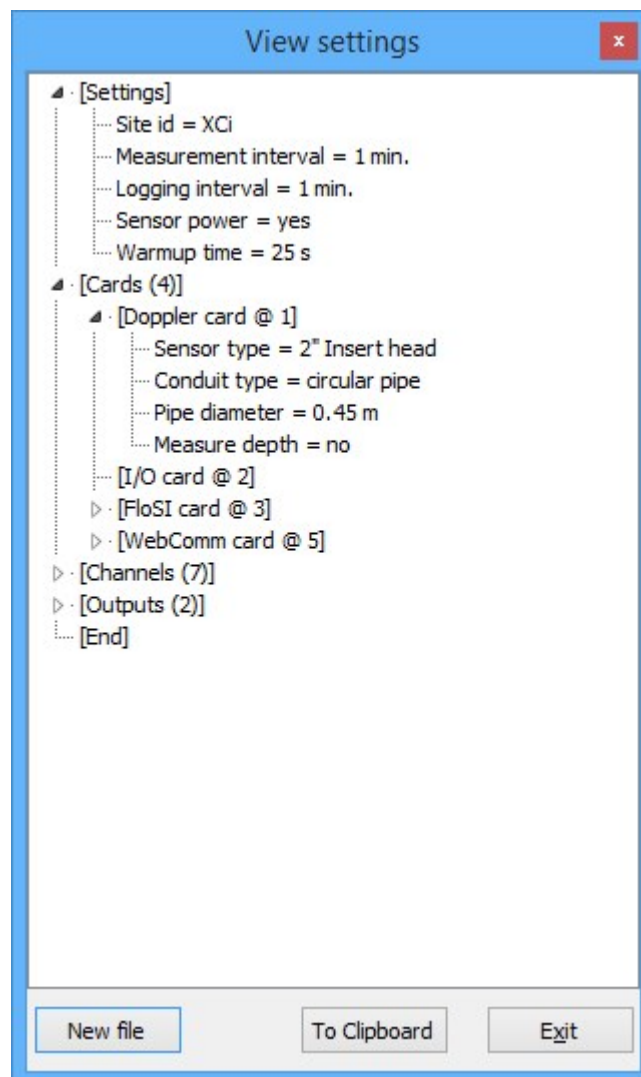 View settings
x
[Settings]
Site id = XCi
Measurement interval = 1 min.
Logging interval = 1 min.
Sensor power = yes
Warmup time = 25 s
[Cards (4)]
[Doppler card @ 1]
Sensor type = 2" Insert head
Conduit type = circular pipe
Pipe diameter = 0.45 m
Measure depth = no
[I/O card @ 2]
[FloSI card @ 3]
[WebComm card @ 5]
[Channels (7)]
[Outputs (2)]
[End]
New file To Clipboard Exit